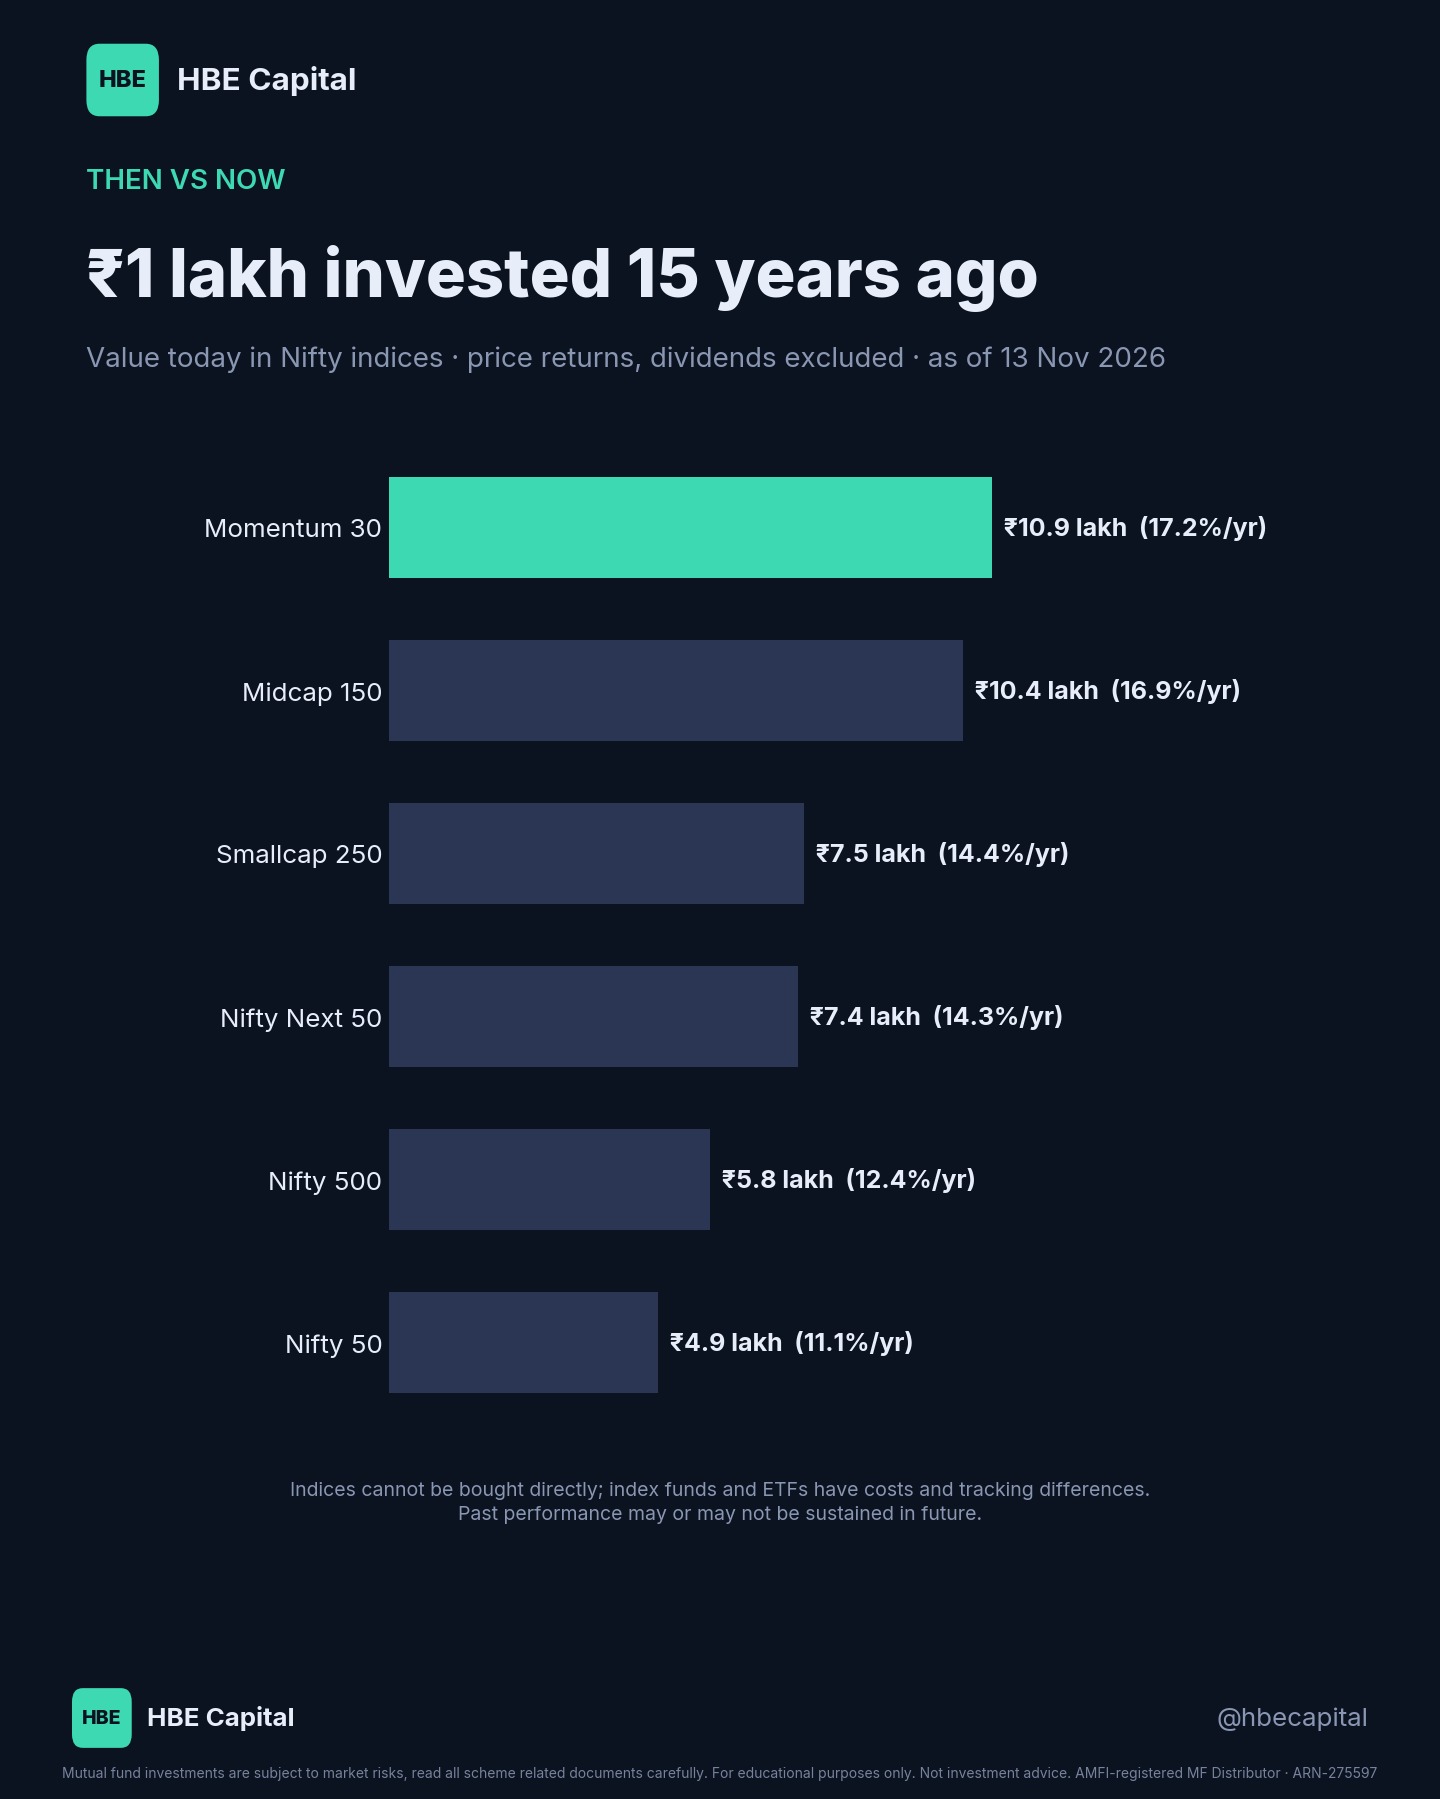 HBE HBE Capital
THEN VS NOW
₹1 lakh invested 15 years ago
Value today in Nifty indices · price returns, dividends excluded · as of 13 Nov 2026
Momentum 30 ₹10.9 lakh (17.2%/yr)
Midcap 150 ₹10.4 lakh (16.9%/yr)
Smallcap 250 ₹7.5 lakh (14.4%/yr)
Nifty Next 50 ₹7.4 lakh (14.3%/yr)
Nifty 500 ₹5.8 lakh (12.4%/yr)
Nifty 50 ₹4.9 lakh (11.1%/yr)
Indices cannot be bought directly; index funds and ETFs have costs and tracking differences.
Past performance may or may not be sustained in future.
HBE HBE Capital @hbecapital
Mutual fund investments are subject to market risks, read all scheme related documents carefully. For educational purposes only. Not investment advice. AMFI-registered MF Distributor · ARN-275597